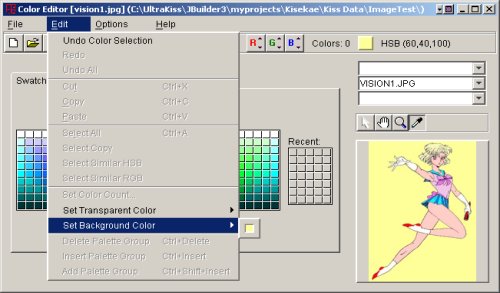 Color Editor [vision1.jpg] (C:\UltraKiss\JBuilder3\myprojects\Kisekae\Kiss Data\ImageTest\)
File Edit Options Help
R G B Colors: 0 HSB (60,40,100)
Undo Color Selection
Redo
Undo All
Swatch
Cut Ctrl+X
Copy Ctrl+C
Paste Ctrl+V
VISION1.JPG
Select All Ctrl+A
Select Copy
Select Similar HSB
Select Similar RGB
Recent:
Set Color Count...
Set Transparent Color
Set Background Color
Delete Palette Group Ctrl+Delete
Insert Palette Group Ctrl+Insert
Add Palette Group Ctrl+Shift+Insert